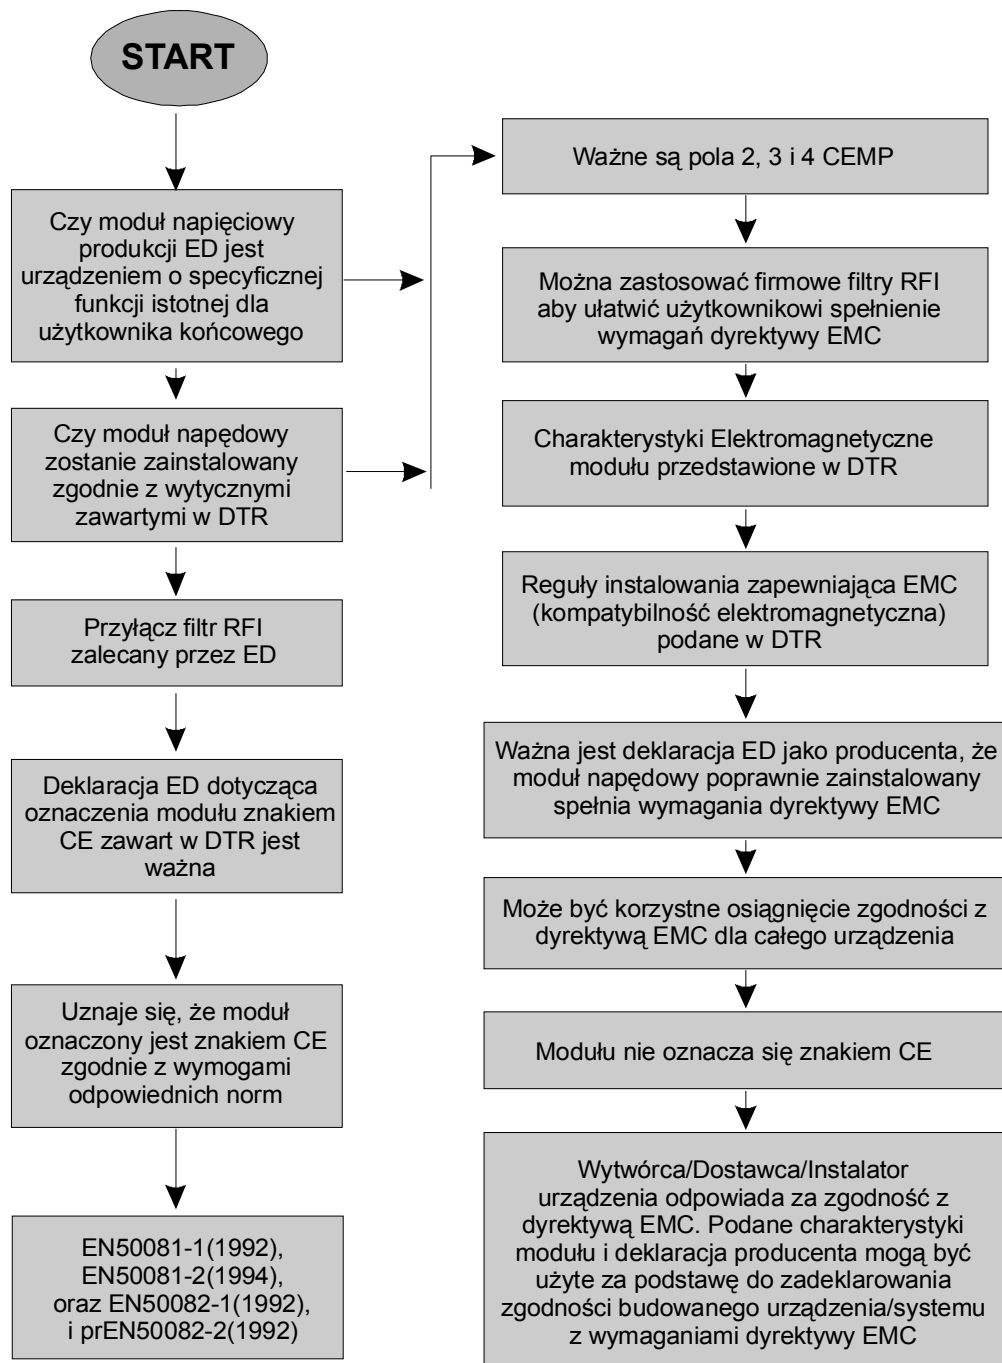 START
Czy moduł napięciowy
produkcji ED jest
urządzeniem o specyficznej
funkcji istotnej dla
użytkownika końcowego
Czy moduł napędowy
zostanie zainstalowany
zgodnie z wytycznymi
zawartymi w DTR
Przyłącz filtr RFI
zalecany przez ED
Deklaracja ED dotycząca
oznaczenia modułu znakiem
CE zawart w DTR jest
ważna
Uznaje się, że moduł
oznaczony jest znakiem CE
zgodnie z wymogami
odpowiednich norm
EN50081-1(1992),
EN50081-2(1994),
oraz EN50082-1(1992),
i prEN50082-2(1992)
Ważne są pola 2, 3 i 4 CEMP
Można zastosować firmowe filtry RFI
aby ułatwić użytkownikowi spełnienie
wymagań dyrektywy EMC
Charakterystyki Elektromagnetyczne
modułu przedstawione w DTR
Reguły instalowania zapewniająca EMC
(kompatybilność elektromagnetyczna)
podane w DTR
Ważna jest deklaracja ED jako producenta, że
moduł napędowy poprawnie zainstalowany
spełnia wymagania dyrektywy EMC
Może być korzystne osiągnięcie zgodności z
dyrektywą EMC dla całego urządzenia
Modułu nie oznacza się znakiem CE
Wytwórca/Dostawca/Instalator
urządzenia odpowiada za zgodność z
dyrektywą EMC. Podane charakterystyki
modułu i deklaracja producenta mogą być
użyte za podstawę do zadeklarowania
zgodności budowanego urządzenia/systemu
z wymaganiami dyrektywy EMC